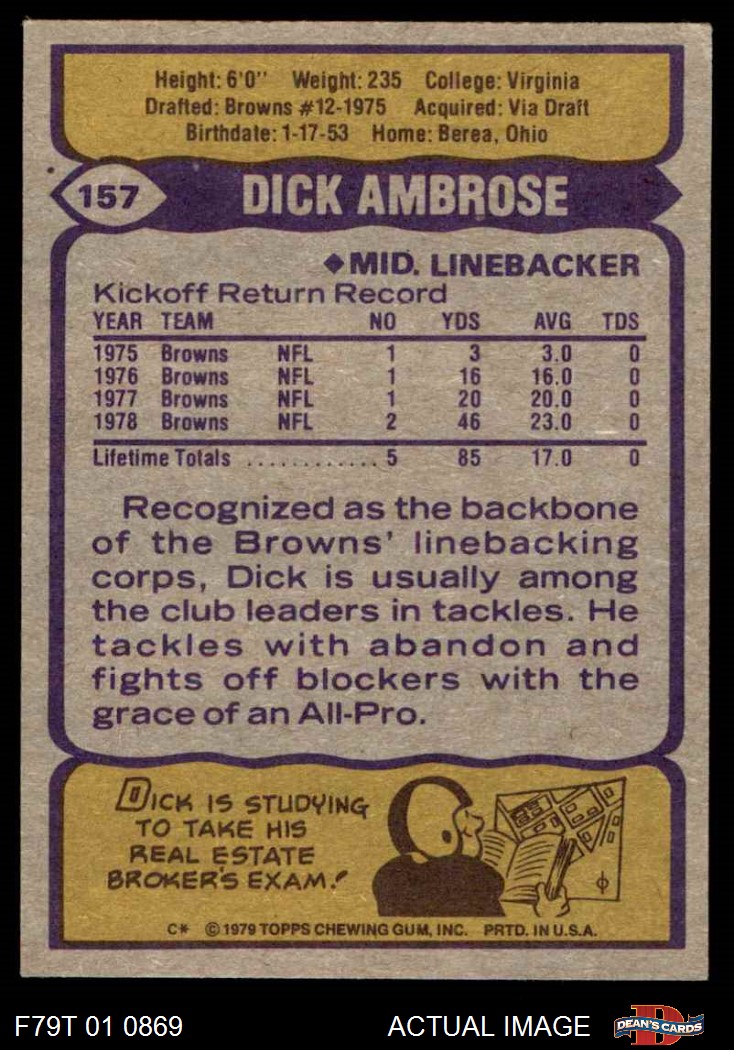 Height: 6'0" Weight: 235 College: Virginia
Drafted: Browns #12-1975 Acquired: Via Draft
Birthdate: 1-17-53 Home: Berea, Ohio
157 DICK AMBROSE
◆MID. LINEBACKER
Kickoff Return Record
YEAR TEAM NO YDS AVG TDS
1975 Browns NFL 1 3 3.0 0
1976 Browns NFL 1 16 16.0 0
1977 Browns NFL 1 20 20.0 0
1978 Browns NFL 2 46 23.0 0
Lifetime Totals ............ 5 85 17.0 0
Recognized as the backbone
of the Browns' linebacking
corps, Dick is usually among
the club leaders in tackles. He
tackles with abandon and
fights off blockers with the
grace of an All-Pro.
DICK IS STUDYING
TO TAKE HIS
REAL ESTATE
BROKER'S EXAM!
C* © 1979 TOPPS CHEWING GUM, INC. PRTD. IN U.S.A.
F79T 01 0869 ACTUAL IMAGE D DEAN'S CARDS